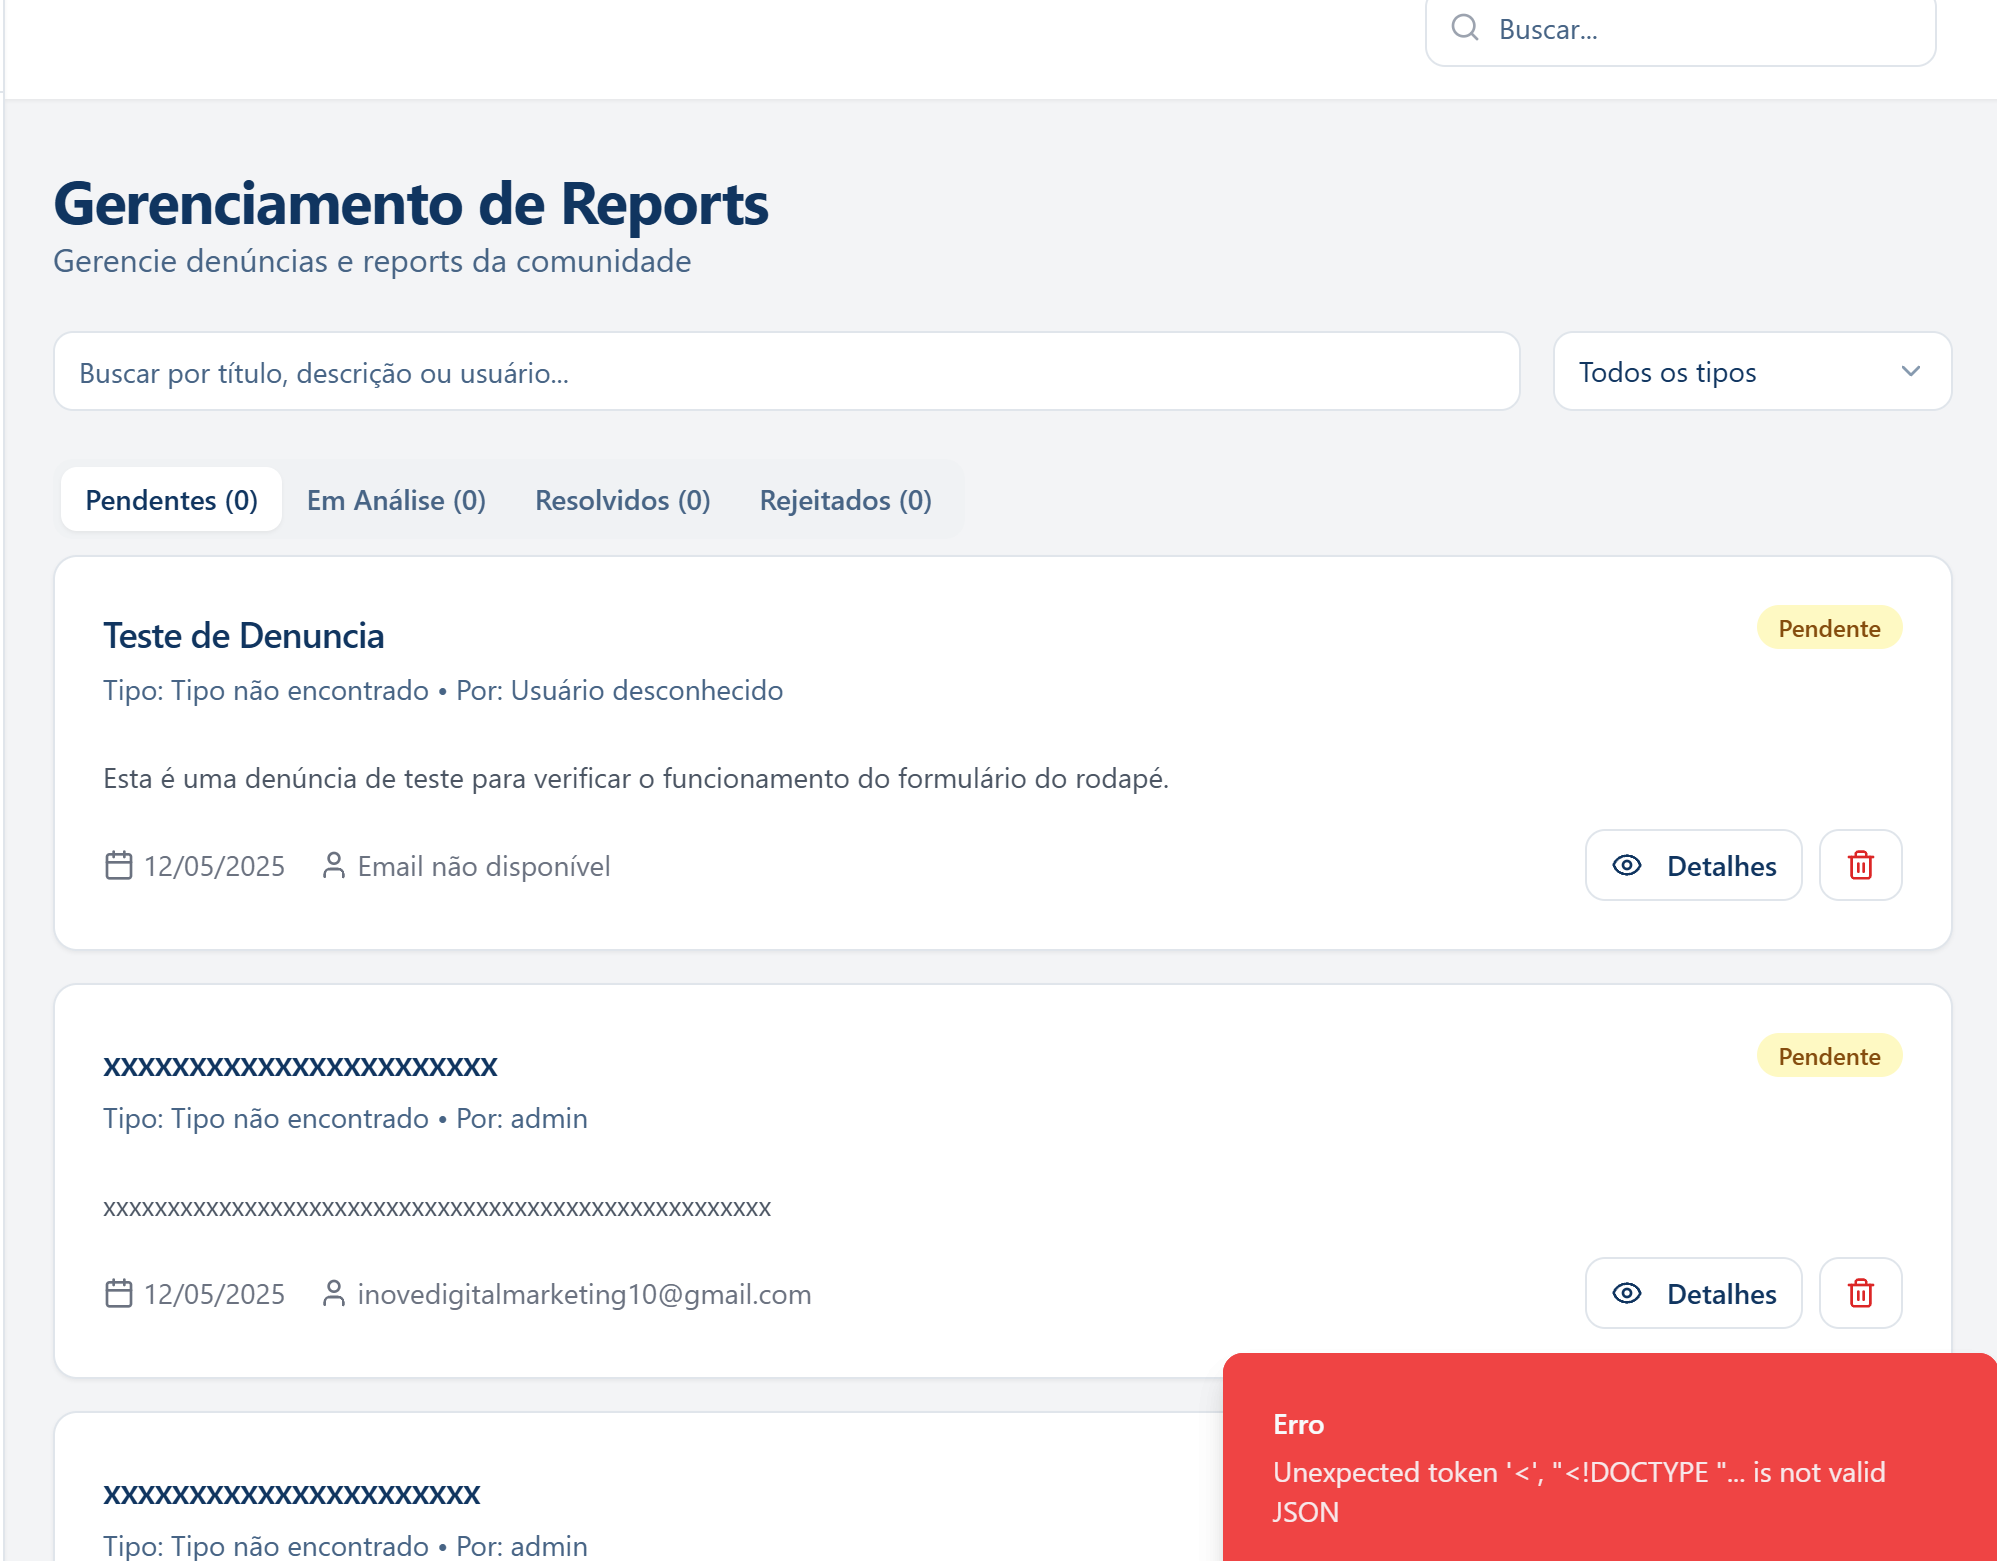 Buscar...
Gerenciamento de Reports
Gerencie denúncias e reports da comunidade
Buscar por título, descrição ou usuário...
Todos os tipos
Pendentes (0) Em Análise (0) Resolvidos (0) Rejeitados (0)
Teste de Denuncia
Pendente
Tipo: Tipo não encontrado • Por: Usuário desconhecido
Esta é uma denúncia de teste para verificar o funcionamento do formulário do rodapé.
12/05/2025 Email não disponível
Detalhes
xxxxxxxxxxxxxxxxxxxxxxx
Pendente
Tipo: Tipo não encontrado • Por: admin
xxxxxxxxxxxxxxxxxxxxxxxxxxxxxxxxxxxxxxxxxxxxxxxxxxxx
12/05/2025 inovedigitalmarketing10@gmail.com
Detalhes
xxxxxxxxxxxxxxxxxxxxxx
Tipo: Tipo não encontrado • Por: admin
Erro
Unexpected token '<', "<!DOCTYPE "... is not valid
JSON